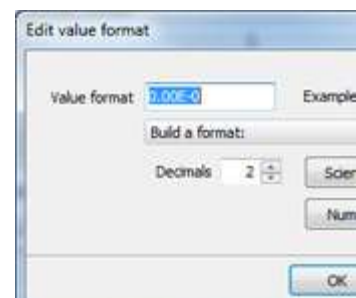 Edit value format
Value format 0.00E-0 Example
Build a format:
Decimals 2 Scien
Num
OK